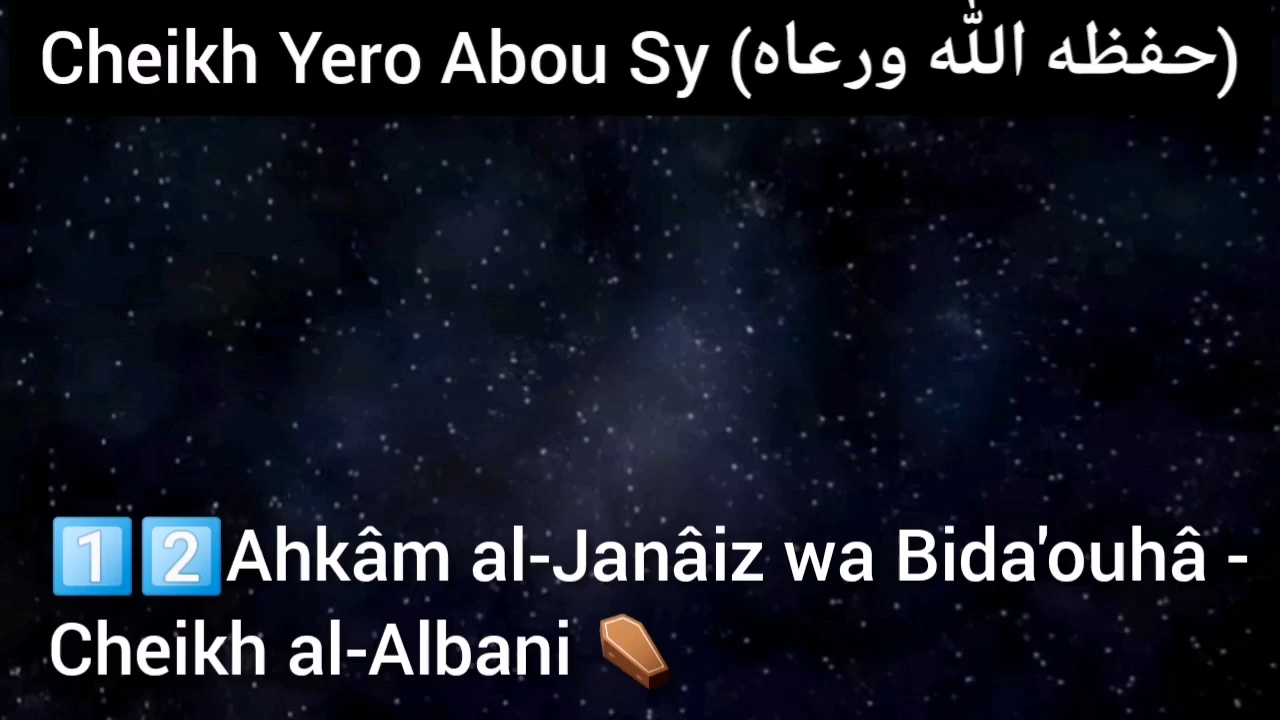 Cheikh Yero Abou Sy (حفظه الله ورعاه)
1️⃣2️⃣Ahkâm al-Janâiz wa Bida'ouhâ -
Cheikh al-Albani ⚰️